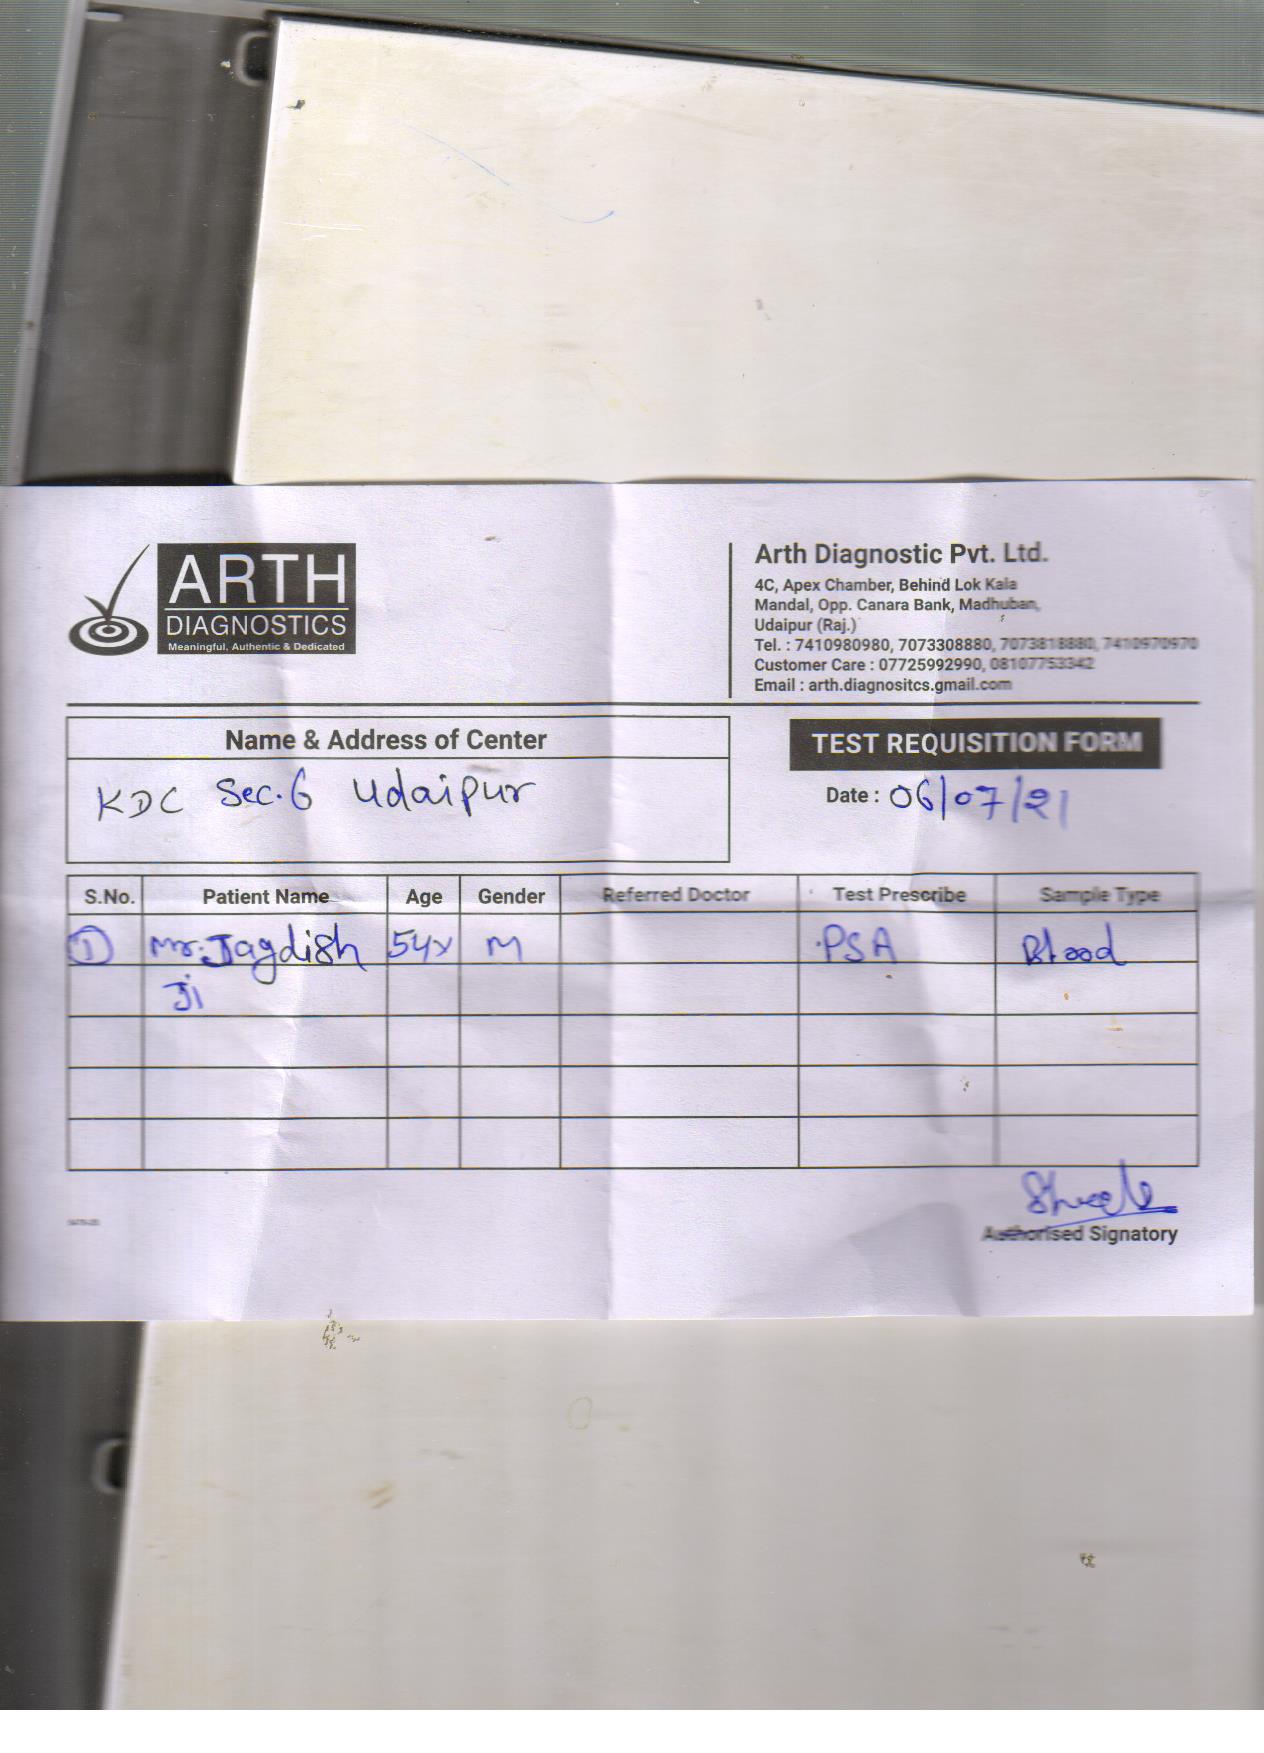 ARTH
DIAGNOSTICS
Meaningful, Authentic & Dedicated
Arth Diagnostic Pvt. Ltd.
4C, Apex Chamber, Behind Lok Kala
Mandal, Opp. Canara Bank, Madhuban,
Udaipur (Raj.)
Tel. : 7410980980, 7073308880, 7073818880, 7410970970
Customer Care : 07725992990, 08107753342
Email : arth.diagnositcs.gmail.com
Name & Address of Center
KDC Sec.6 Udaipur
TEST REQUISITION FORM
Date : 06/07/21
S.No. Patient Name Age Gender Referred Doctor Test Prescribe Sample Type
1 Mr. Jagdish 54y M PSA Blood
Ji
Authorised Signatory